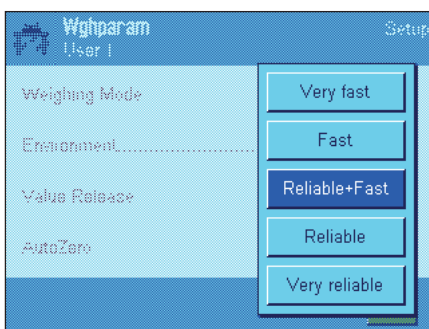 Wghparam
User 1
Setup
Weighing Mode
Environment....................
Value Release
AutoZero
Very fast
Fast
Reliable+Fast
Reliable
Very reliable